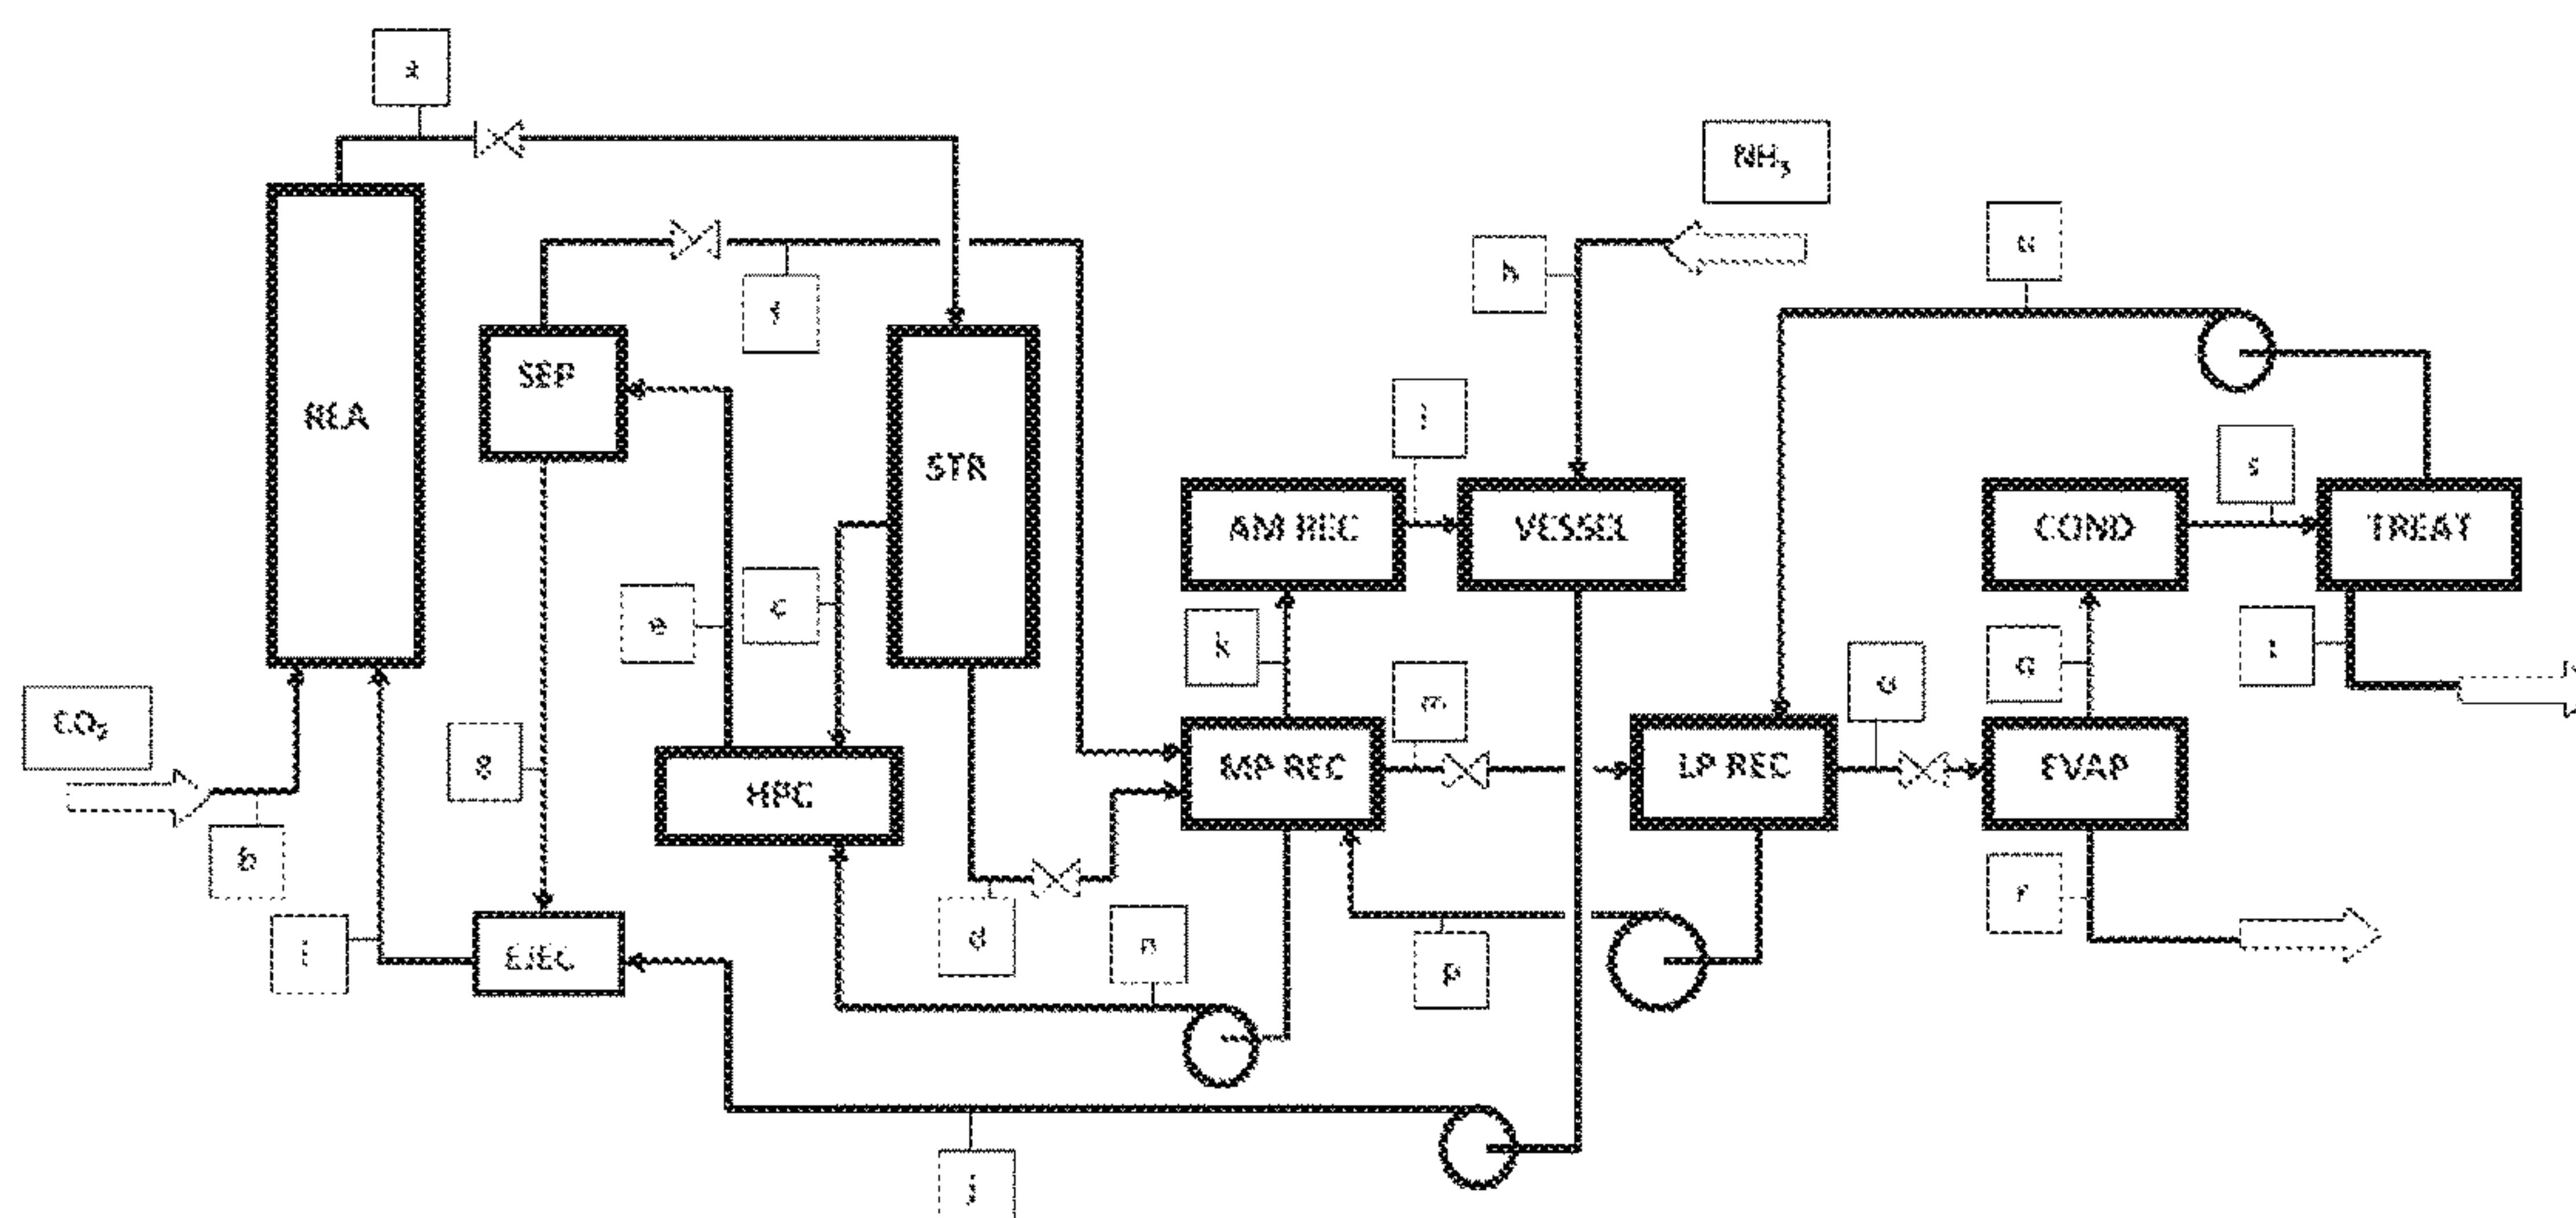 a
NH3
h
u
f
SEP
REA
STR
l
s
AM REC
VESSEL
COND
TREAT
e
c
k
m
q
t
CO2
g
HPC
MP REC
LP REC
EVAP
b
d
n
p
r
EJEC